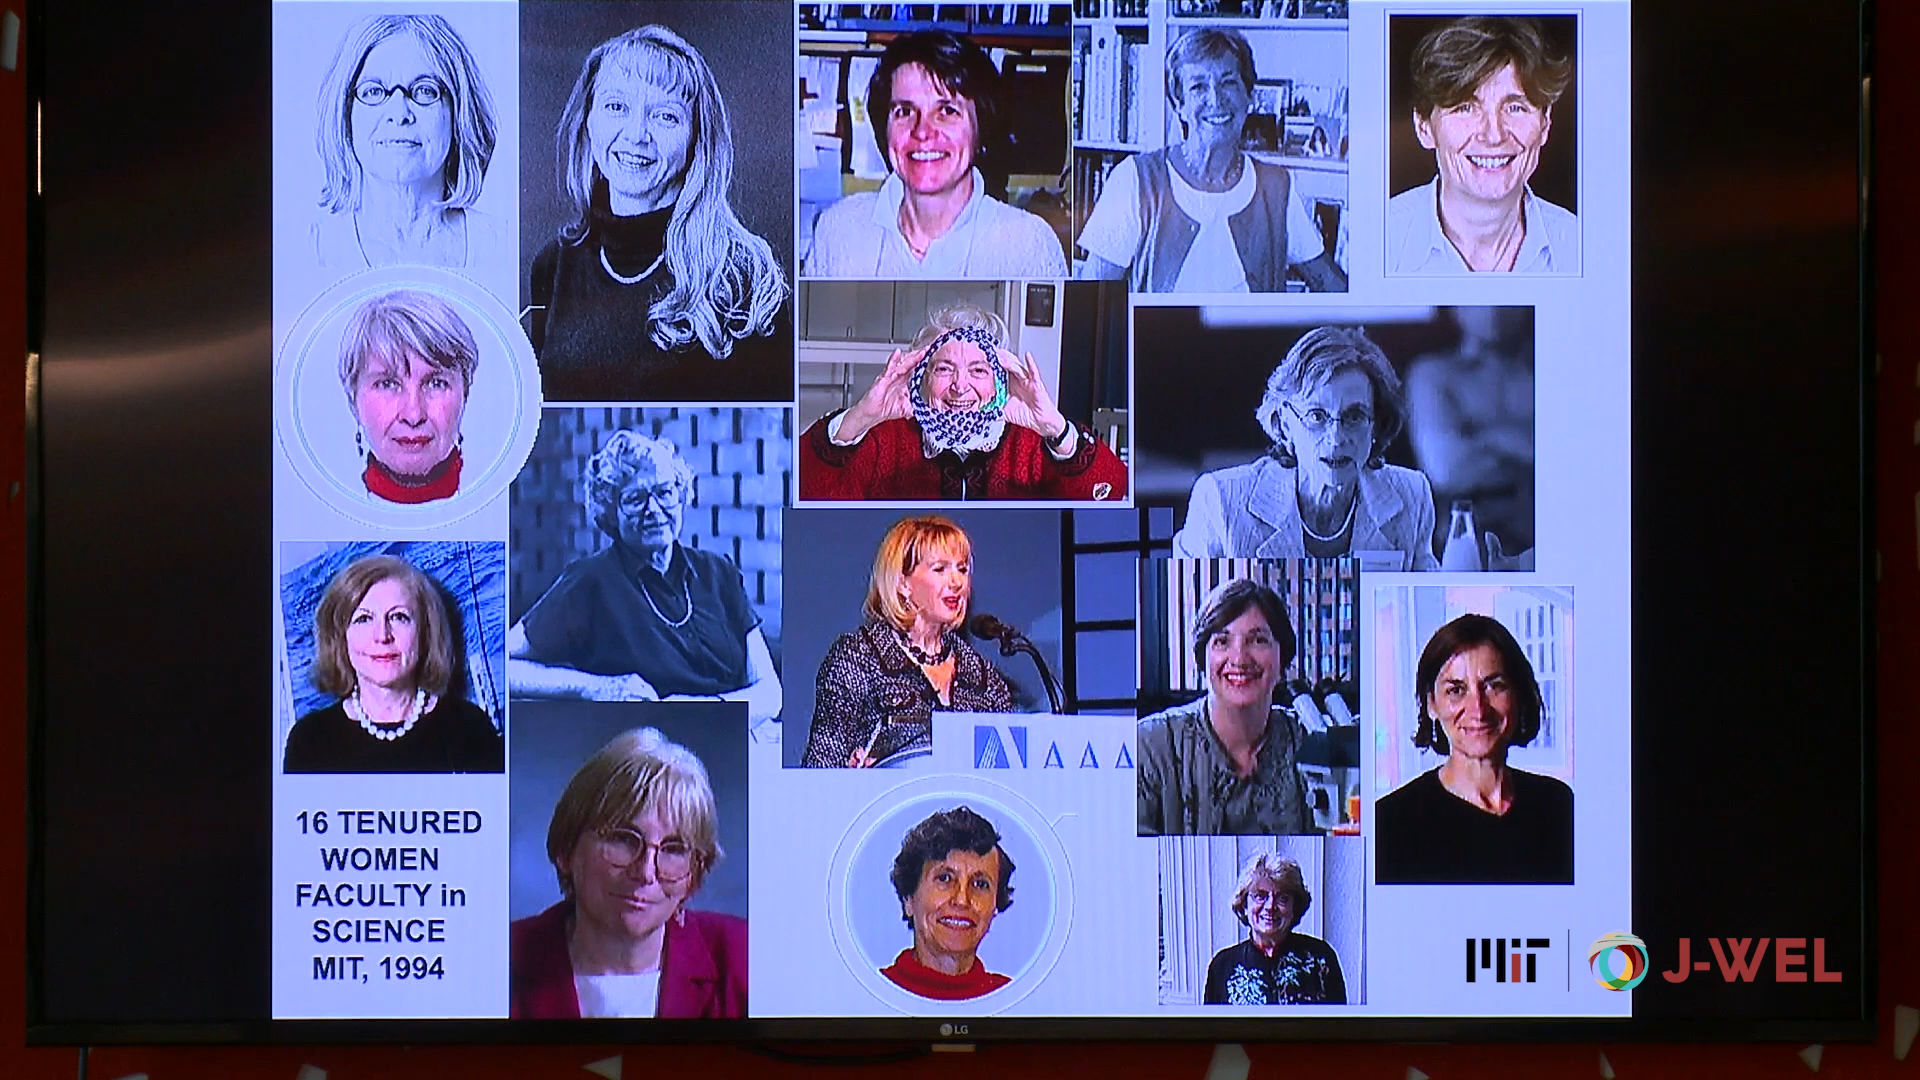 AAA
16 TENURED
WOMEN
FACULTY in
SCIENCE
MIT, 1994
MIT
J-WEL
LG